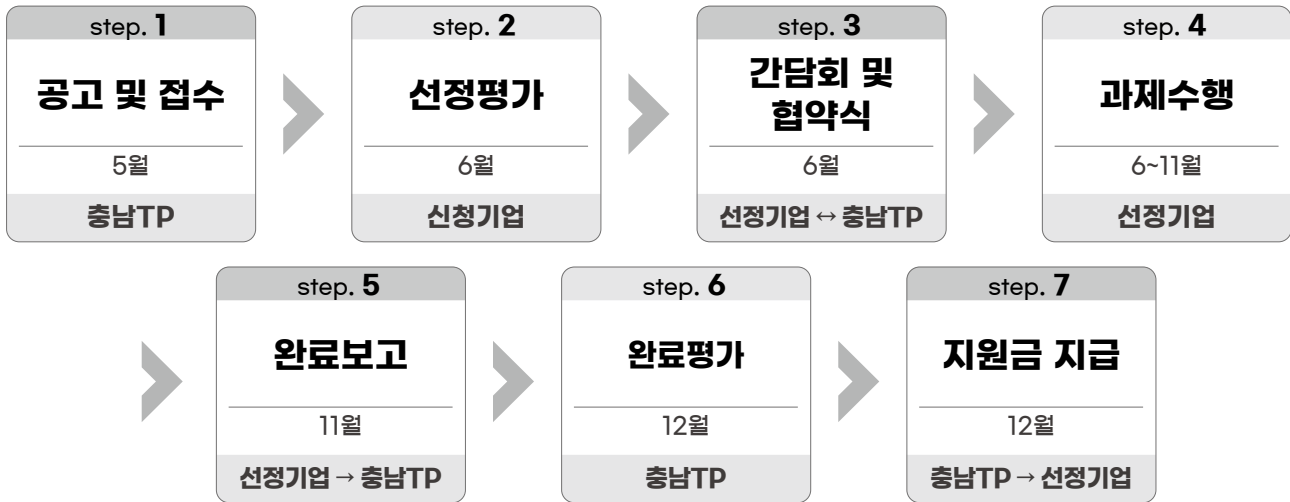 step. 1
공고 및 접수
5월
충남TP
step. 2
선정평가
6월
신청기업
step. 3
간담회 및
협약식
6월
선정기업 ↔ 충남TP
step. 4
과제수행
6~11월
선정기업
step. 5
완료보고
11월
선정기업 → 충남TP
step. 6
완료평가
12월
충남TP
step. 7
지원금 지급
12월
충남TP → 선정기업